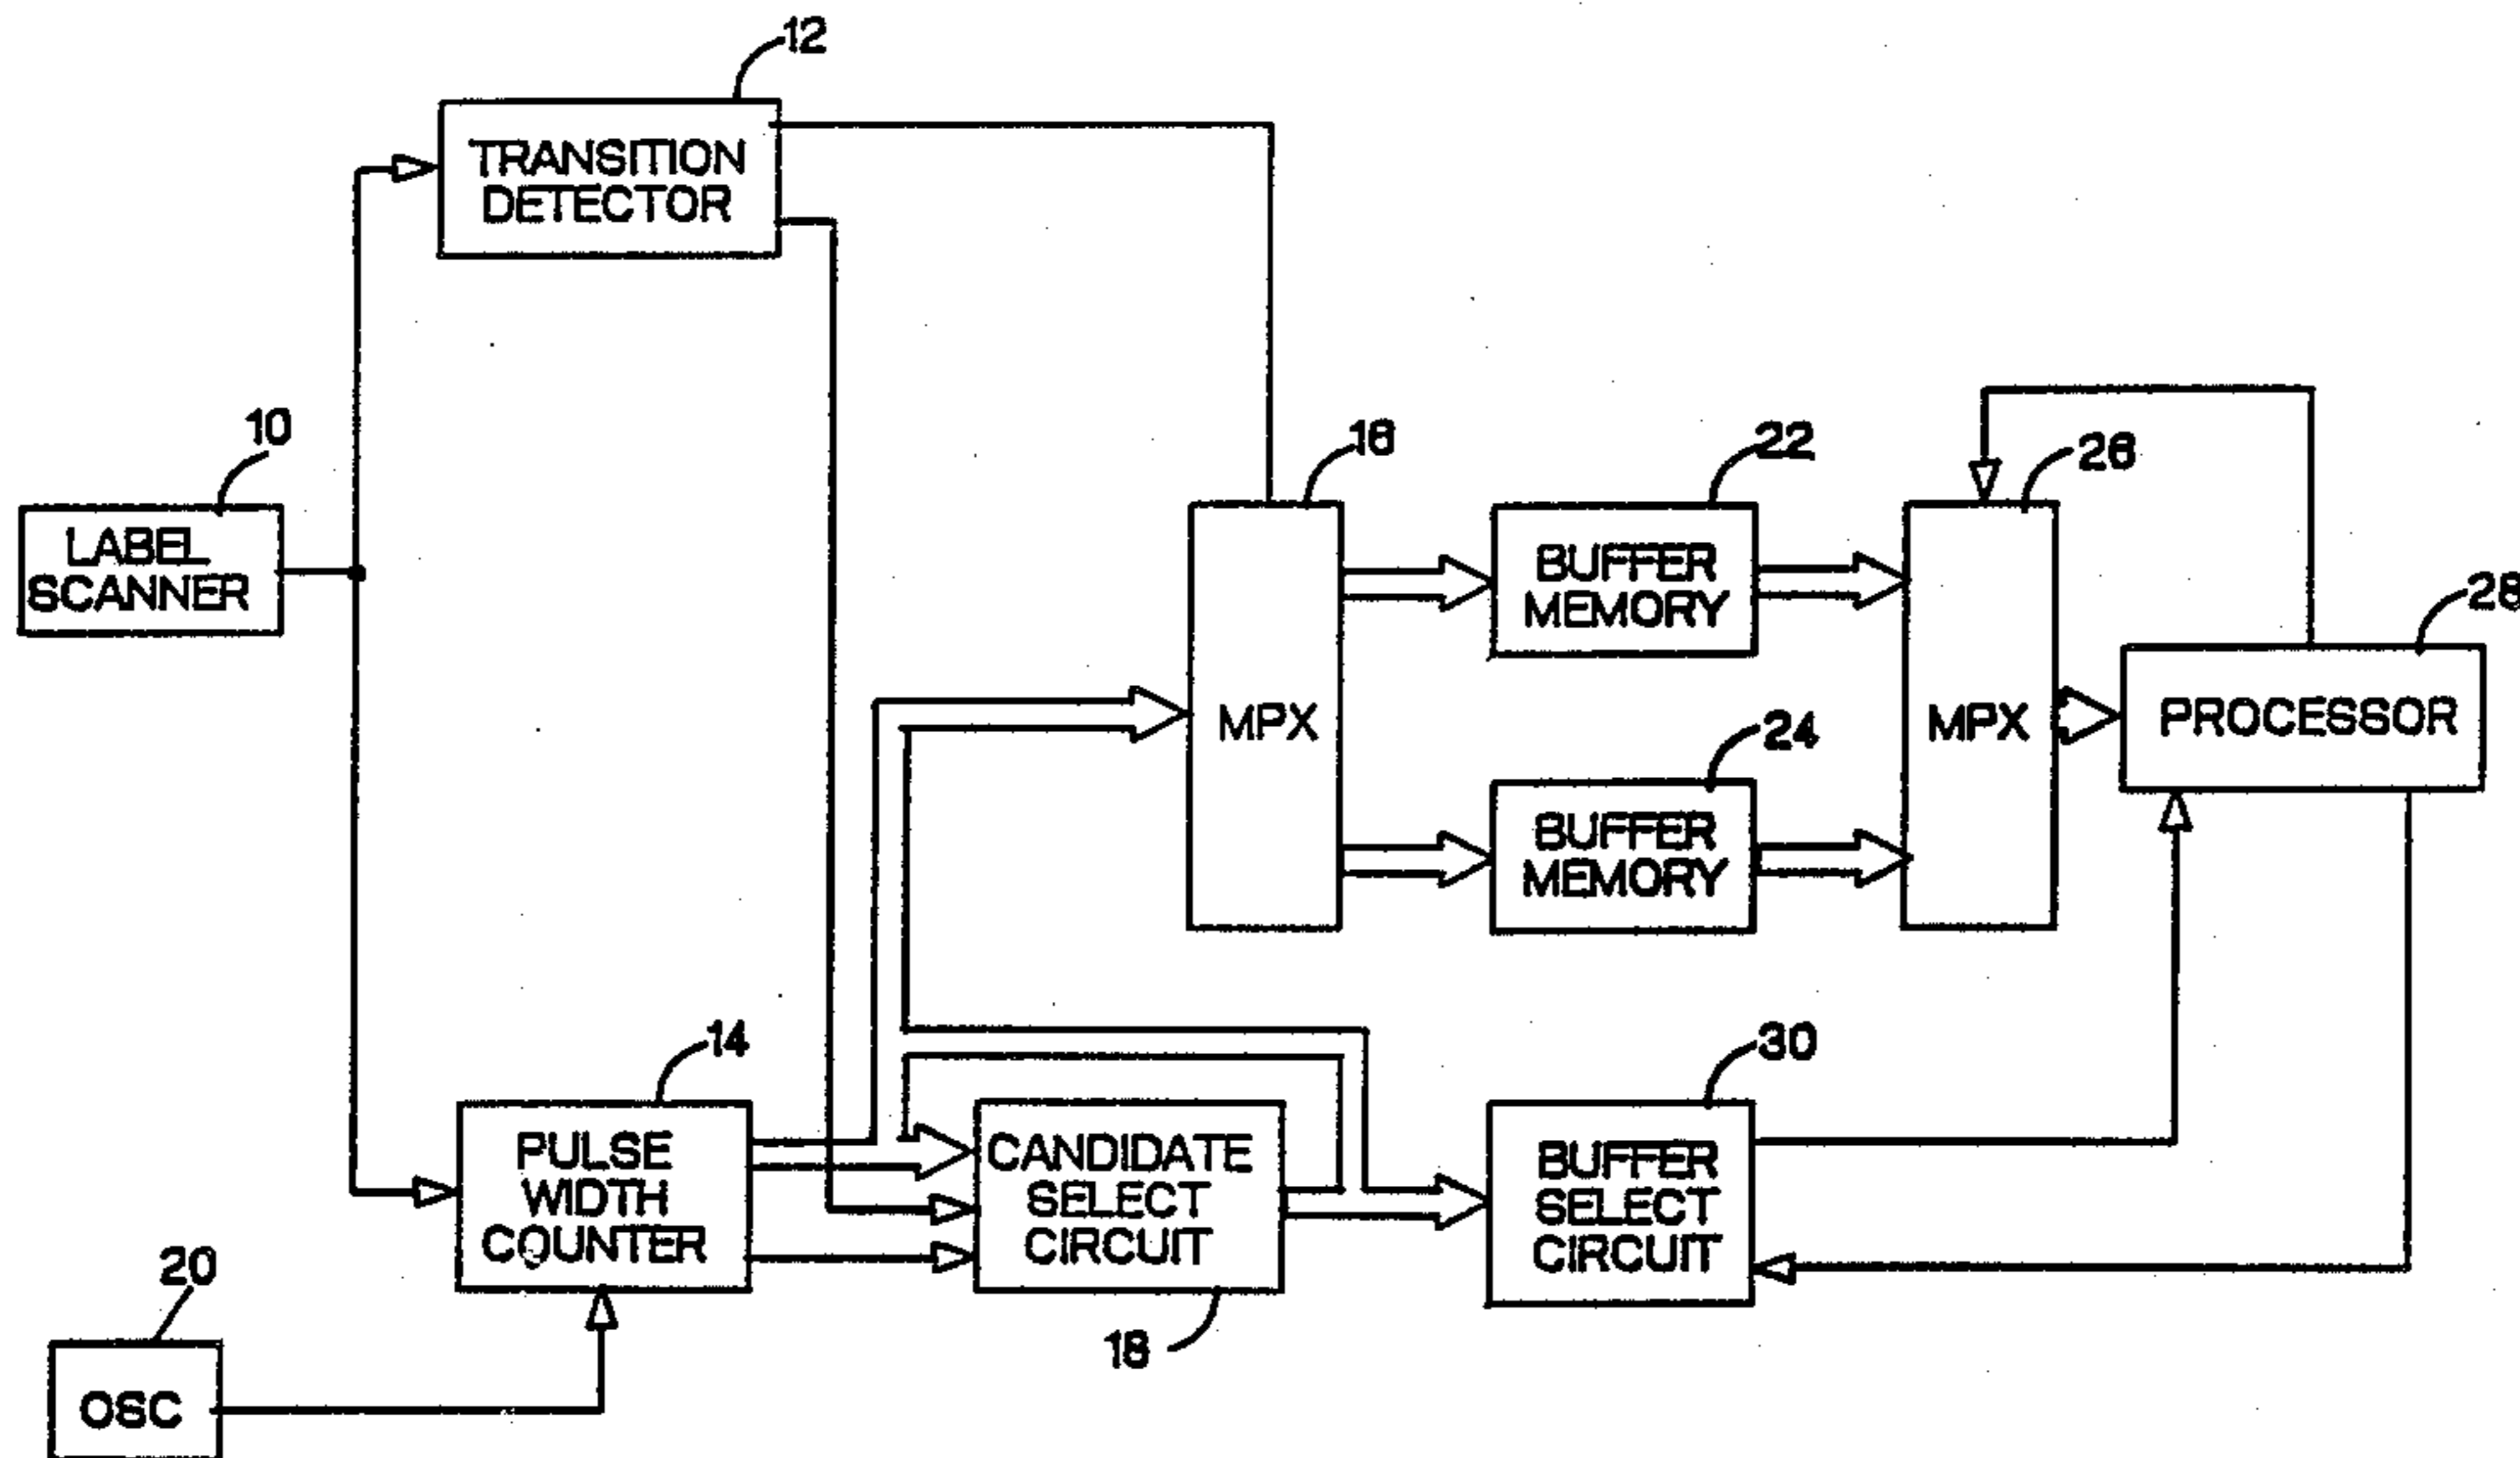 12
TRANSITION
DETECTOR
10
LABEL
SCANNER
16
MPX
22
BUFFER
MEMORY
24
BUFFER
MEMORY
26
MPX
28
PROCESSOR
14
PULSE
WIDTH
COUNTER
CANDIDATE
SELECT
CIRCUIT
18
30
BUFFER
SELECT
CIRCUIT
20
OSC